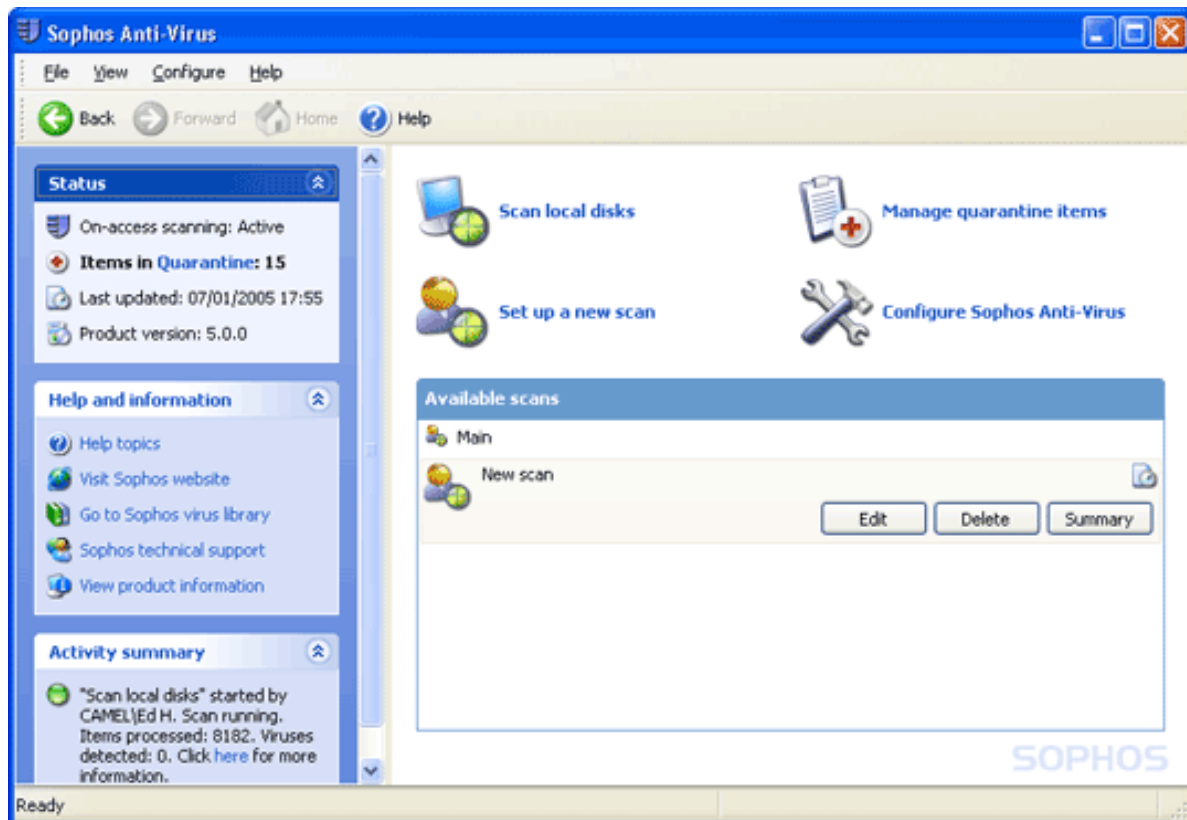 Sophos Anti-Virus
File View Configure Help
Back Forward Home Help
Status
On-access scanning: Active
Items in Quarantine: 15
Last updated: 07/01/2005 17:55
Product version: 5.0.0
Help and information
Help topics
Visit Sophos website
Go to Sophos virus library
Sophos technical support
View product information
Activity summary
"Scan local disks" started by
CAMEL\Ed H. Scan running.
Items processed: 8182. Viruses
detected: 0. Click here for more
information.
Scan local disks
Manage quarantine items
Set up a new scan
Configure Sophos Anti-Virus
Available scans
Main
New scan
Edit Delete Summary
SOPHOS
Ready